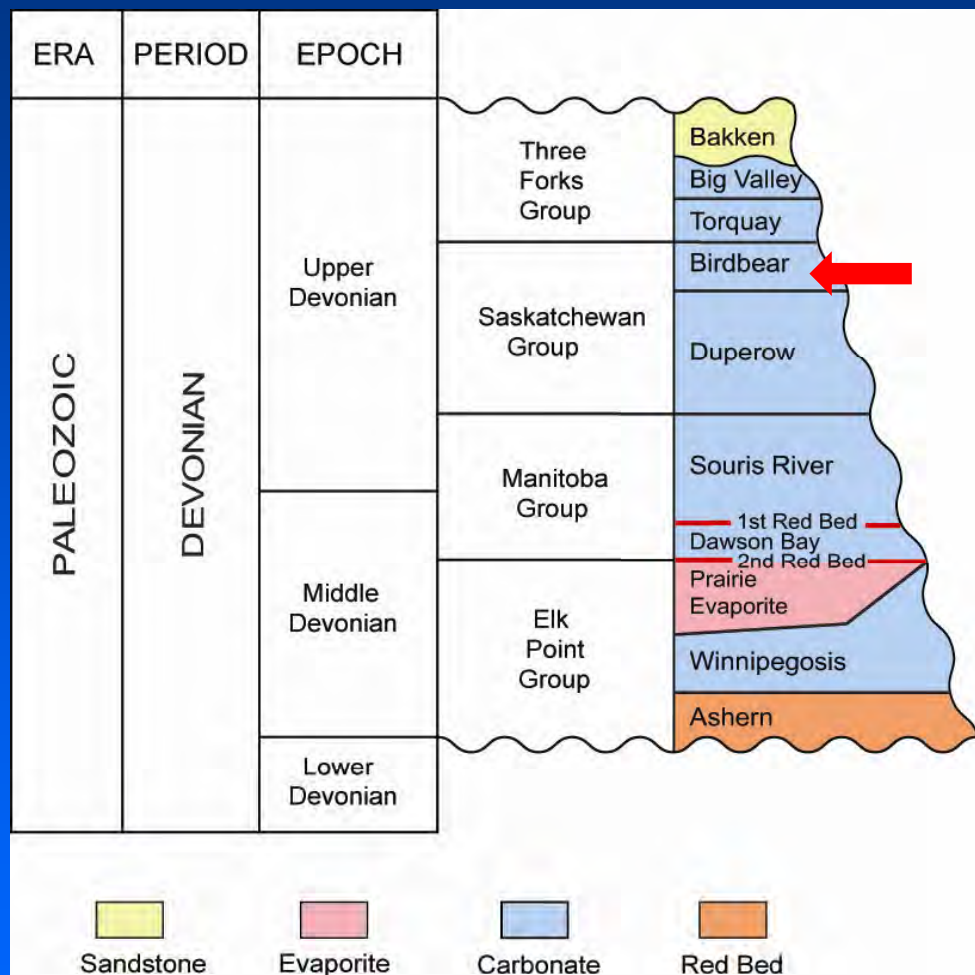 ERA
PERIOD
EPOCH
PALEOZOIC
DEVONIAN
Upper
Devonian
Middle
Devonian
Lower
Devonian
Three
Forks
Group
Saskatchewan
Group
Manitoba
Group
Elk
Point
Group
Bakken
Big Valley
Torquay
Birdbear
Duperow
Souris River
1st Red Bed
Dawson Bay
2nd Red Bed
Prairie
Evaporite
Winnipegosis
Ashern
Sandstone
Evaporite
Carbonate
Red Bed